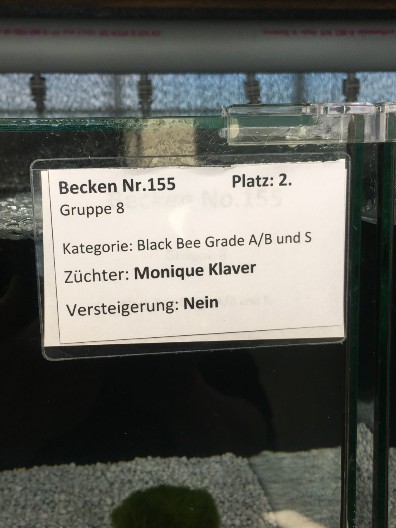 Becken Nr.155 Platz: 2.
Gruppe 8
Kategorie: Black Bee Grade A/B und S
Züchter: Monique Klaver
Versteigerung: Nein